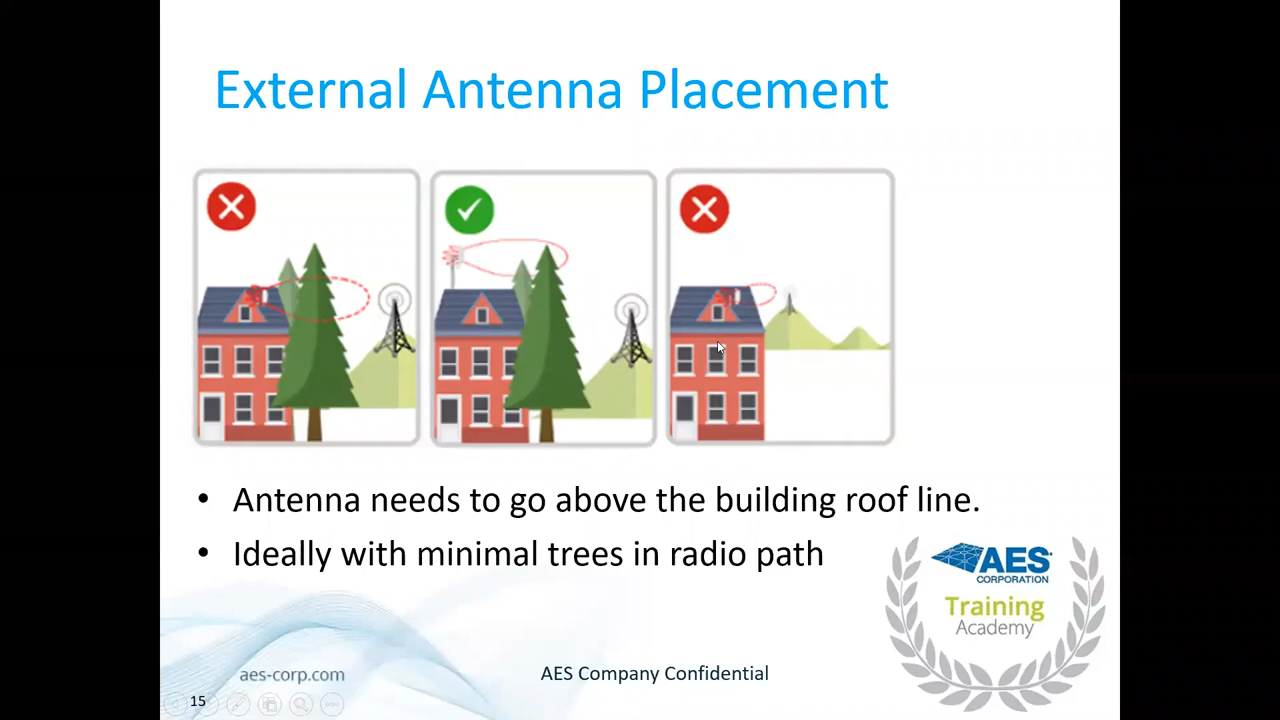 External Antenna Placement
• Antenna needs to go above the building roof line.
• Ideally with minimal trees in radio path
AES
CORPORATION
Training
Academy
aes-corp.com
AES Company Confidential
15